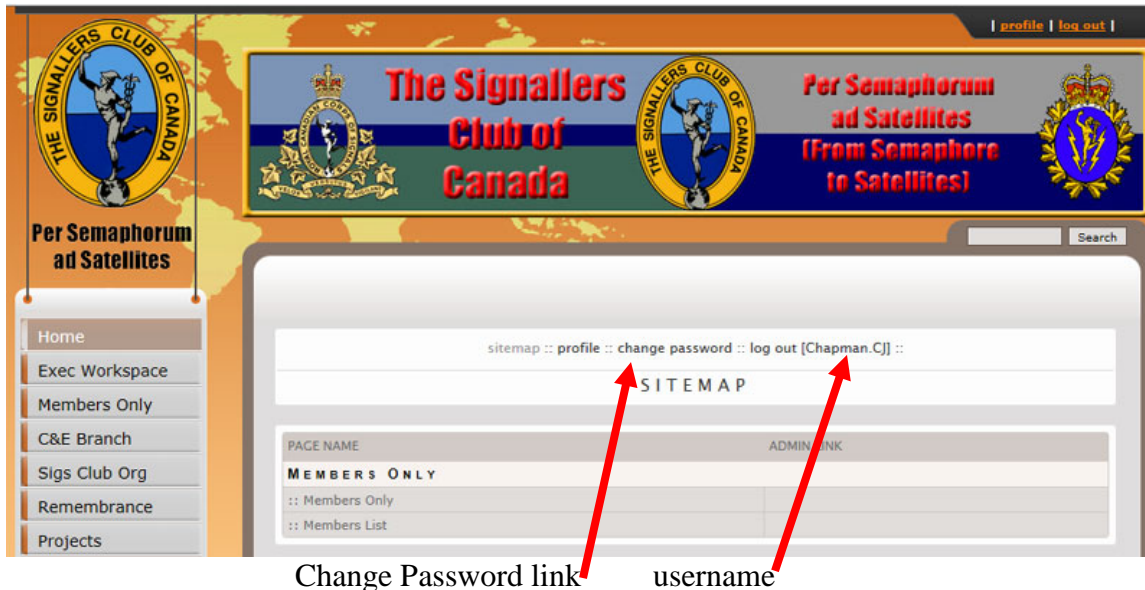 | profile | log out |
THE SIGNALLERS CLUB OF CANADA
Per Semaphorum
ad Satellites
The Signallers
Club of
Canada
THE SIGNALLERS CLUB OF CANADA
Per Semaphorum
ad Satellites
(From Semaphore
to Satellites)
Search
Home
Exec Workspace
Members Only
C&E Branch
Sigs Club Org
Remembrance
Projects
sitemap :: profile :: change password :: log out [Chapman.CJ] ::
SITEMAP
PAGE NAME
ADMIN LINK
MEMBERS ONLY
:: Members Only
:: Members List
Change Password link
username